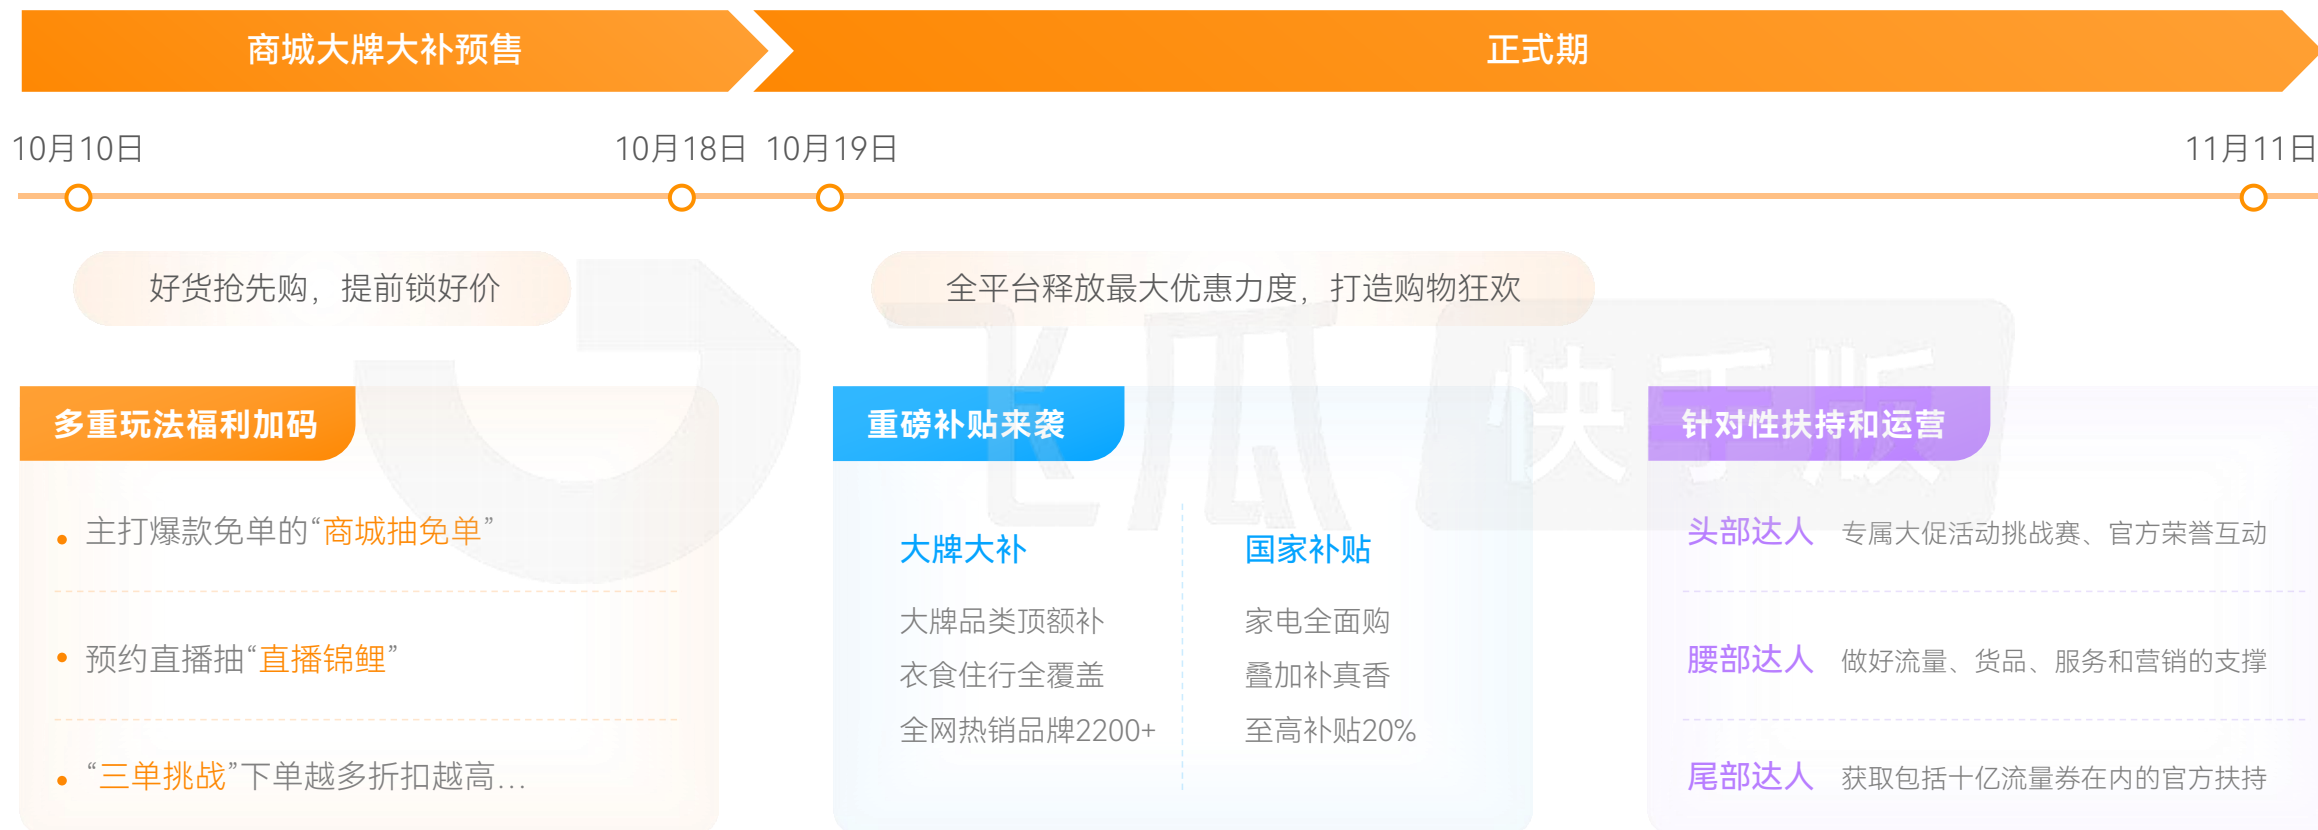 商城大牌大补预售
正式期
10月10日
10月18日
10月19日
11月11日
好货抢先购，提前锁好价
全平台释放最大优惠力度，打造购物狂欢
飞瓜
快手版
多重玩法福利加码
主打爆款免单的“商城抽免单”
预约直播抽“直播锦鲤”
“三单挑战”下单越多折扣越高...
重磅补贴来袭
大牌大补
大牌品类顶额补
衣食住行全覆盖
全网热销品牌2200+
国家补贴
家电全面购
叠加补真香
至高补贴20%
针对性扶持和运营
头部达人 专属大促活动挑战赛、官方荣誉互动
腰部达人 做好流量、货品、服务和营销的支撑
尾部达人 获取包括十亿流量券在内的官方扶持